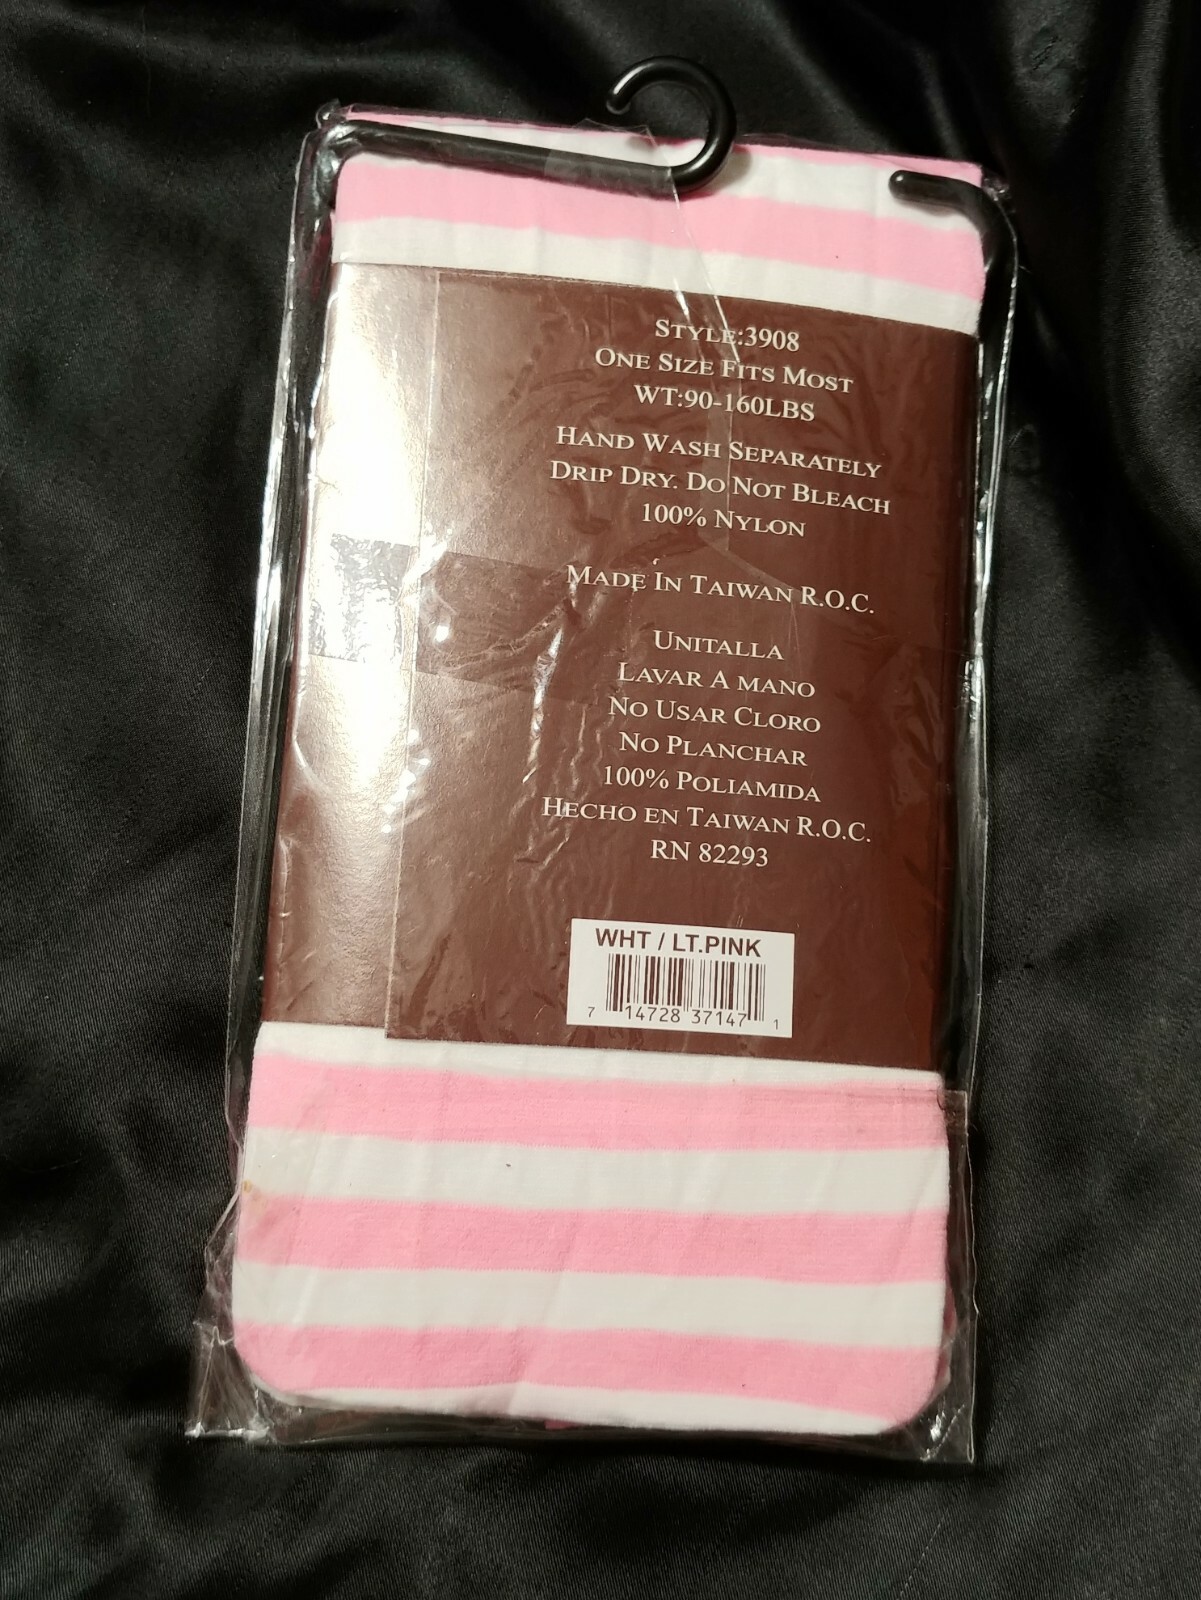 STYLE:3908
ONE SIZE FITS MOST
WT:90-160LBS
HAND WASH SEPARATELY
DRIP DRY. DO NOT BLEACH
100% NYLON
MADE IN TAIWAN R.O.C.
UNITALLA
LAVAR A MANO
NO USAR CLORO
NO PLANCHAR
100% POLIAMIDA
HECHO EN TAIWAN R.O.C.
RN 82293
WHT / LT.PINK
7 14728 37147 1